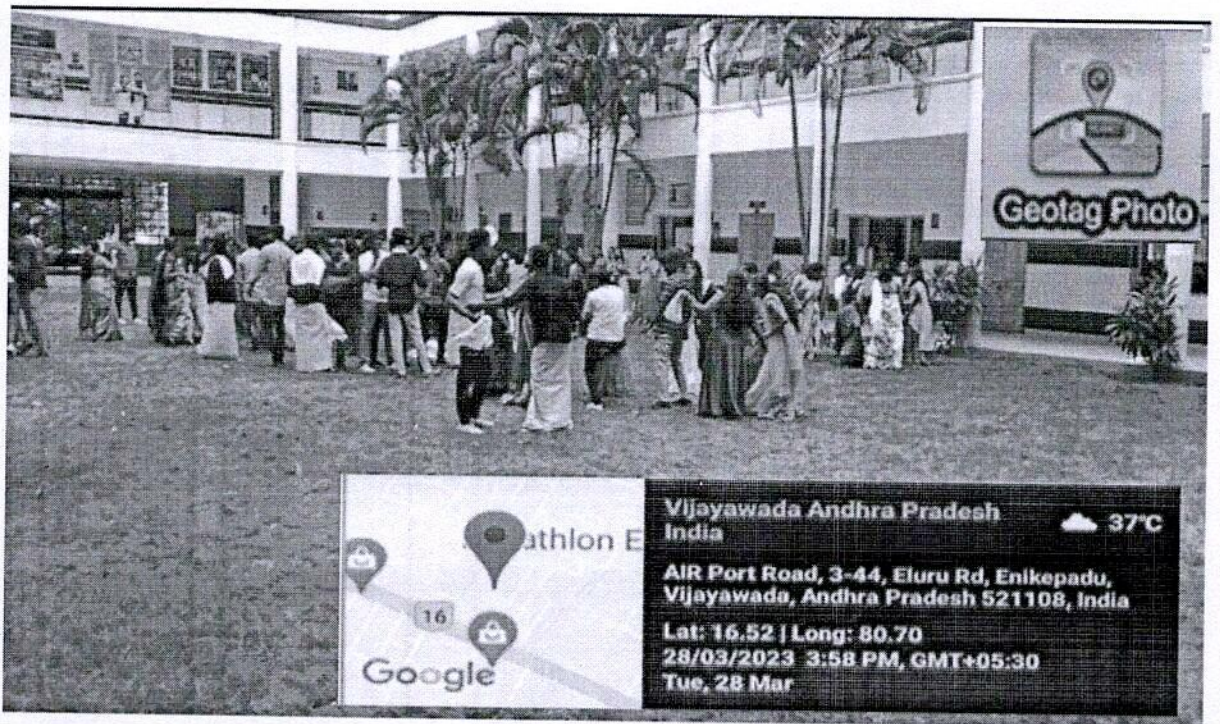 Geotag Photo
Vijayawada Andhra Pradesh
India
37°C
AIR Port Road, 3-44, Eluru Rd, Enikepadu,
Vijayawada, Andhra Pradesh 521108, India
Lat: 16.52 | Long: 80.70
28/03/2023 3:58 PM, GMT+05:30
Tue, 28 Mar
athlon E
16
Google